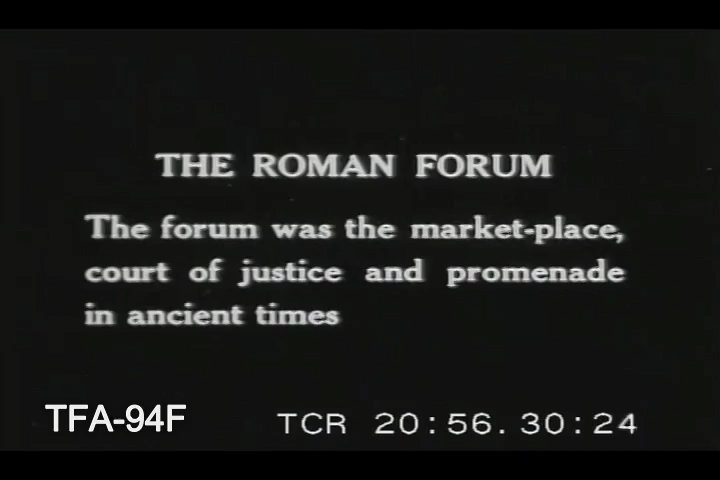 THE ROMAN FORUM
The forum was the market-place,
court of justice and promenade
in ancient times
TFA-94F
TCR 20:56.30:24